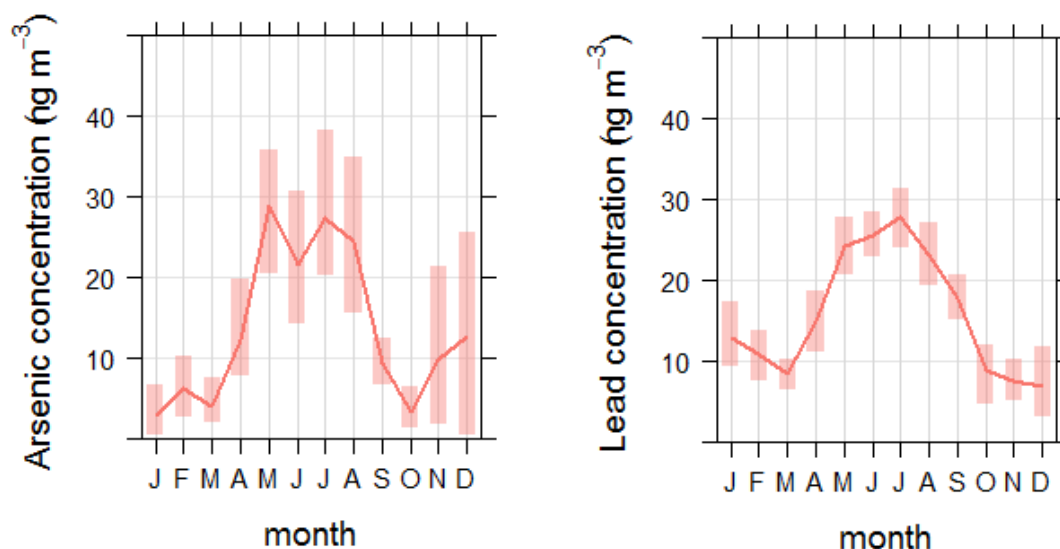 Arsenic concentration (ng m⁻³)
40
30
20
10
J F M A M J J A S O N D
month
Lead concentration (ng m⁻³)
40
30
20
10
J F M A M J J A S O N D
month